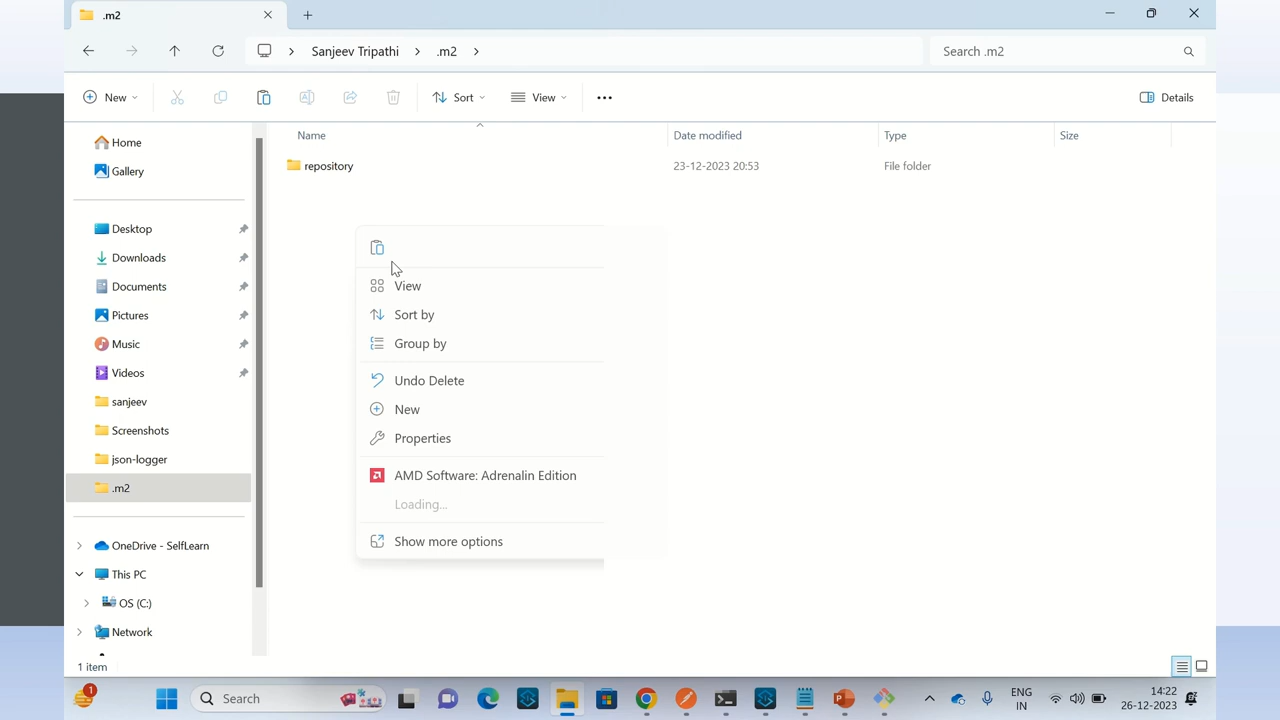 .m2
Sanjeev Tripathi
.m2
Search .m2
New
Sort
View
Details
Home
Gallery
Desktop
Downloads
Documents
Pictures
Music
Videos
sanjeev
Screenshots
json-logger
.m2
OneDrive - SelfLearn
This PC
OS (C:)
Network
Name
Date modified
Type
Size
repository
23-12-2023 20:53
File folder
View
Sort by
Group by
Undo Delete
New
Properties
AMD Software: Adrenalin Edition
Loading...
Show more options
1 item
1
Search
ENG
IN
14:22
26-12-2023